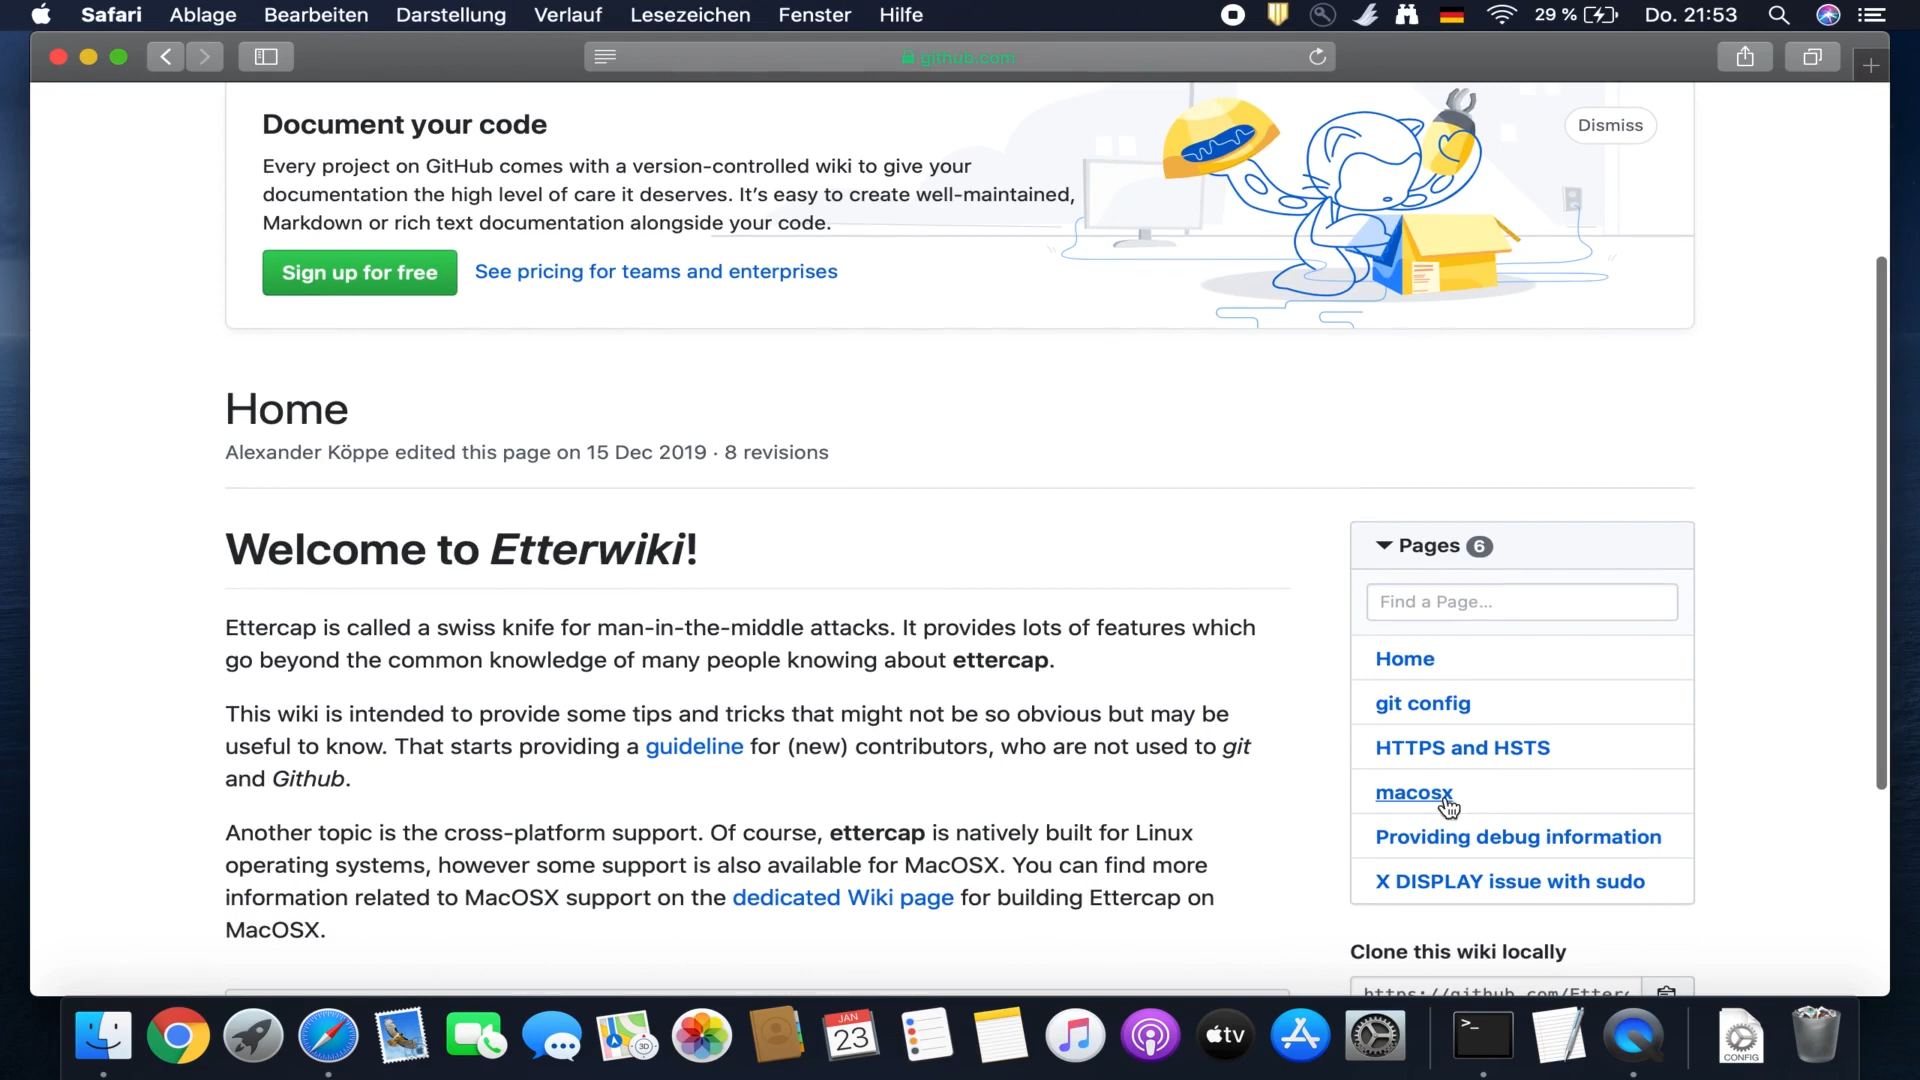 Safari Ablage Bearbeiten Darstellung Verlauf Lesezeichen Fenster Hilfe 29 % Do. 21:53
github.com
Document your code
Dismiss
Every project on GitHub comes with a version-controlled wiki to give your
documentation the high level of care it deserves. It’s easy to create well-maintained,
Markdown or rich text documentation alongside your code.
Sign up for free See pricing for teams and enterprises
Home
Alexander Köppe edited this page on 15 Dec 2019 · 8 revisions
Welcome to Etterwiki!
Ettercap is called a swiss knife for man-in-the-middle attacks. It provides lots of features which
go beyond the common knowledge of many people knowing about ettercap.
This wiki is intended to provide some tips and tricks that might not be so obvious but may be
useful to know. That starts providing a guideline for (new) contributors, who are not used to git
and Github.
Another topic is the cross-platform support. Of course, ettercap is natively built for Linux
operating systems, however some support is also available for MacOSX. You can find more
information related to MacOSX support on the dedicated Wiki page for building Ettercap on
MacOSX.
Pages 6
Find a Page...
Home
git config
HTTPS and HSTS
macosx
Providing debug information
X DISPLAY issue with sudo
Clone this wiki locally
https://github.com/Etter
3D
JAN
23
tv
>_
CONFIG